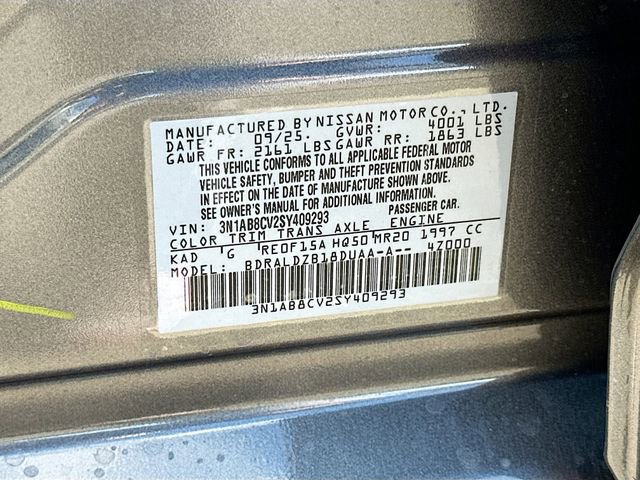 MANUFACTURED BY NISSAN MOTOR CO., LTD.
DATE: 09/25. GVWR: 4001 LBS
GAWR FR: 2161 LBS GAWR RR: 1863 LBS
THIS VEHICLE CONFORMS TO ALL APPLICABLE FEDERAL MOTOR
VEHICLE SAFETY, BUMPER AND THEFT PREVENTION STANDARDS
IN EFFECT ON THE DATE OF MANUFACTURE SHOWN ABOVE.
SEE OWNER'S MANUAL FOR ADDITIONAL INFORMATION.
VIN: 3N1AB8CV2SY409293 PASSENGER CAR.
COLOR TRIM TRANS AXLE ENGINE
KAD G RE0F15A HQ50 MR20 1997 CC
MODEL: BDRALDZB18DUAA-A-- 4Z000
3N1AB8CV2SY409293